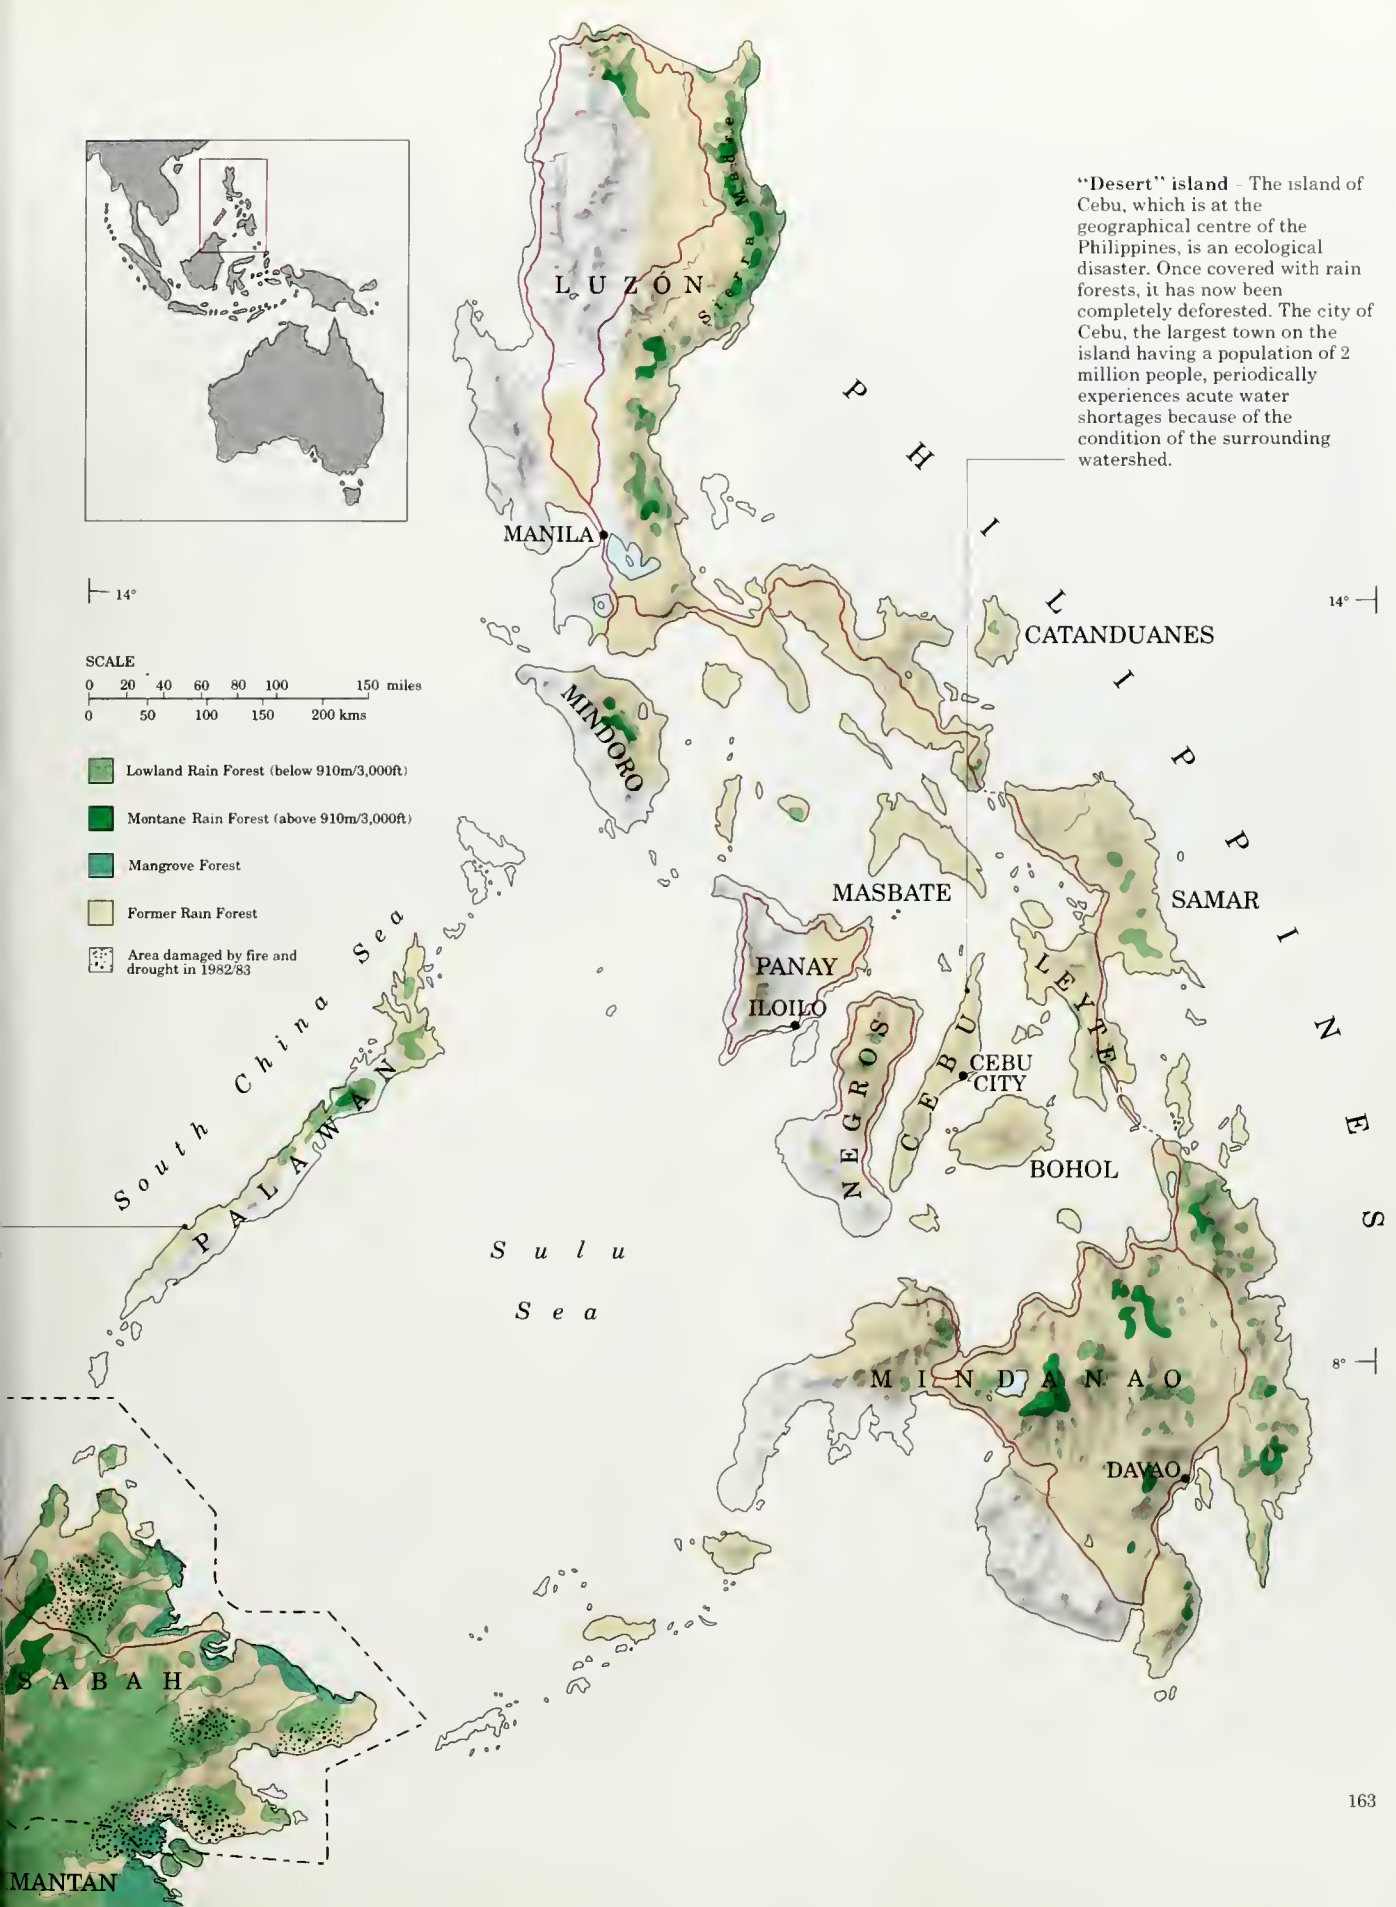 "Desert" island - The island of
Cebu, which is at the
geographical centre of the
Philippines, is an ecological
disaster. Once covered with rain
forests, it has now been
completely deforested. The city of
Cebu, the largest town on the
island having a population of 2
million people, periodically
experiences acute water
shortages because of the
condition of the surrounding
watershed.
Sierra Madre
LUZÓN
PHILIPPINES
MANILA
14°
14°
CATANDUANES
SCALE
0 20 40 60 80 100 150 miles
0 50 100 150 200 kms
MINDORO
Lowland Rain Forest (below 910m/3,000ft)
Montane Rain Forest (above 910m/3,000ft)
Mangrove Forest
Former Rain Forest
Area damaged by fire and
drought in 1982/83
MASBATE
SAMAR
South China Sea
PANAY
ILOILO
LEYTE
NEGROS
CEBU
CEBU
CITY
BOHOL
PALAWAN
Sulu
Sea
8°
MINDANAO
DAVAO
SABAH
MANTAN
163